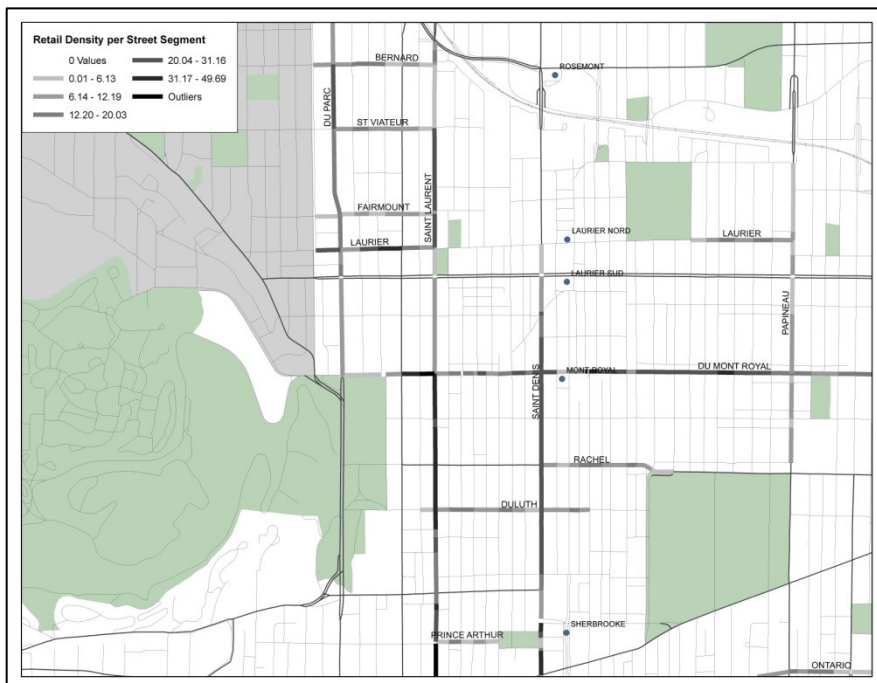 Retail Density per Street Segment
0 Values
0.01 - 6.13
6.14 - 12.19
12.20 - 20.03
20.04 - 31.16
31.17 - 49.69
Outliers
BERNARD
ROSEMONT
DU PARC
ST VIATEUR
SAINT LAURENT
FAIRMOUNT
LAURIER
LAURIER NORD
LAURIER
LAURIER SUD
PAPINEAU
DU MONT ROYAL
MONT ROYAL
SAINT DENIS
RACHEL
DULUTH
SHERBROOKE
PRINCE ARTHUR
ONTARIO